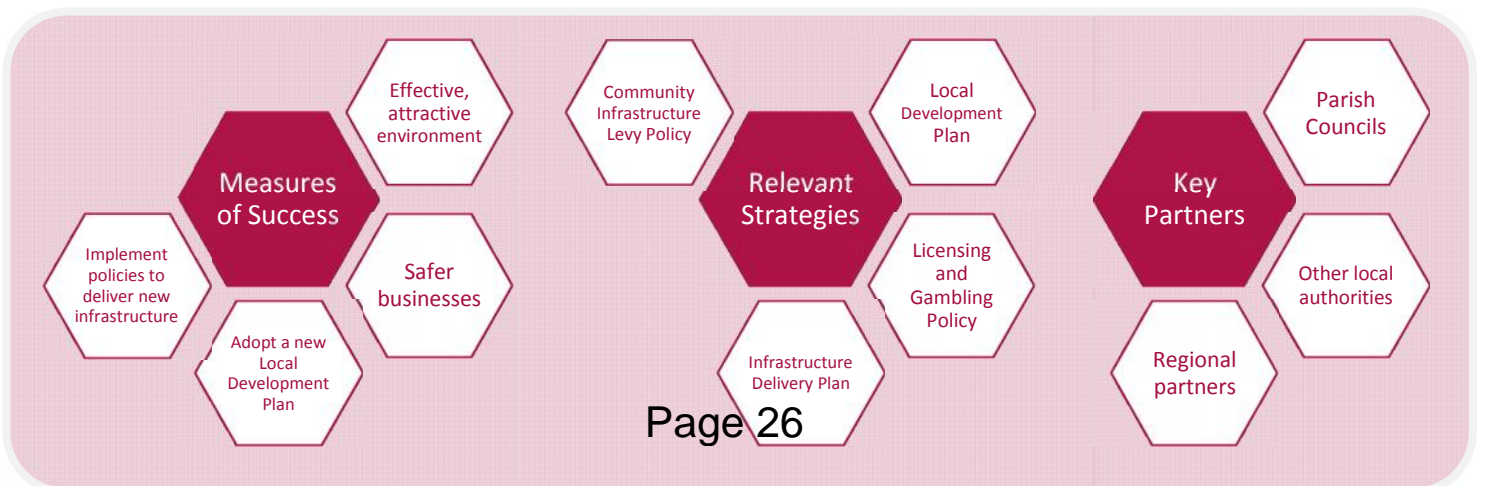 Measures
of Success
Effective,
attractive
environment
Safer
businesses
Adopt a new
Local
Development
Plan
Implement
policies to
deliver new
infrastructure
Relevant
Strategies
Community
Infrastructure
Levy Policy
Local
Development
Plan
Licensing
and
Gambling
Policy
Infrastructure
Delivery Plan
Key
Partners
Parish
Councils
Other local
authorities
Regional
partners
Page 26